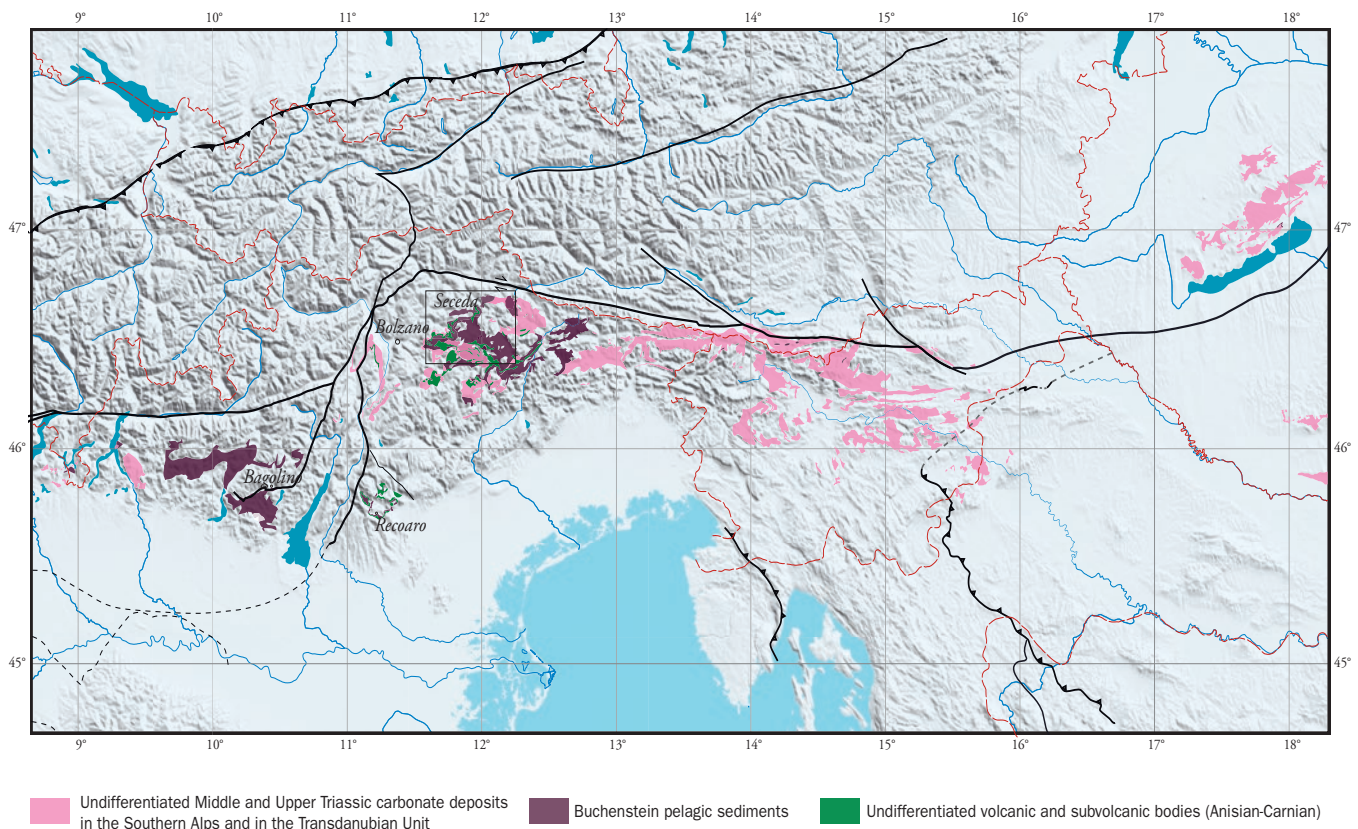 9° 10° 11° 12° 13° 14° 15° 16° 17° 18°
47° 47°
Seceda
Bolzano
46° 46°
Bagolino
Recoaro
45° 45°
9° 10° 11° 12° 13° 14° 15° 16° 17° 18°
Undifferentiated Middle and Upper Triassic carbonate deposits
in the Southern Alps and in the Transdanubian Unit
Buchenstein pelagic sediments
Undifferentiated volcanic and subvolcanic bodies (Anisian-Carnian)